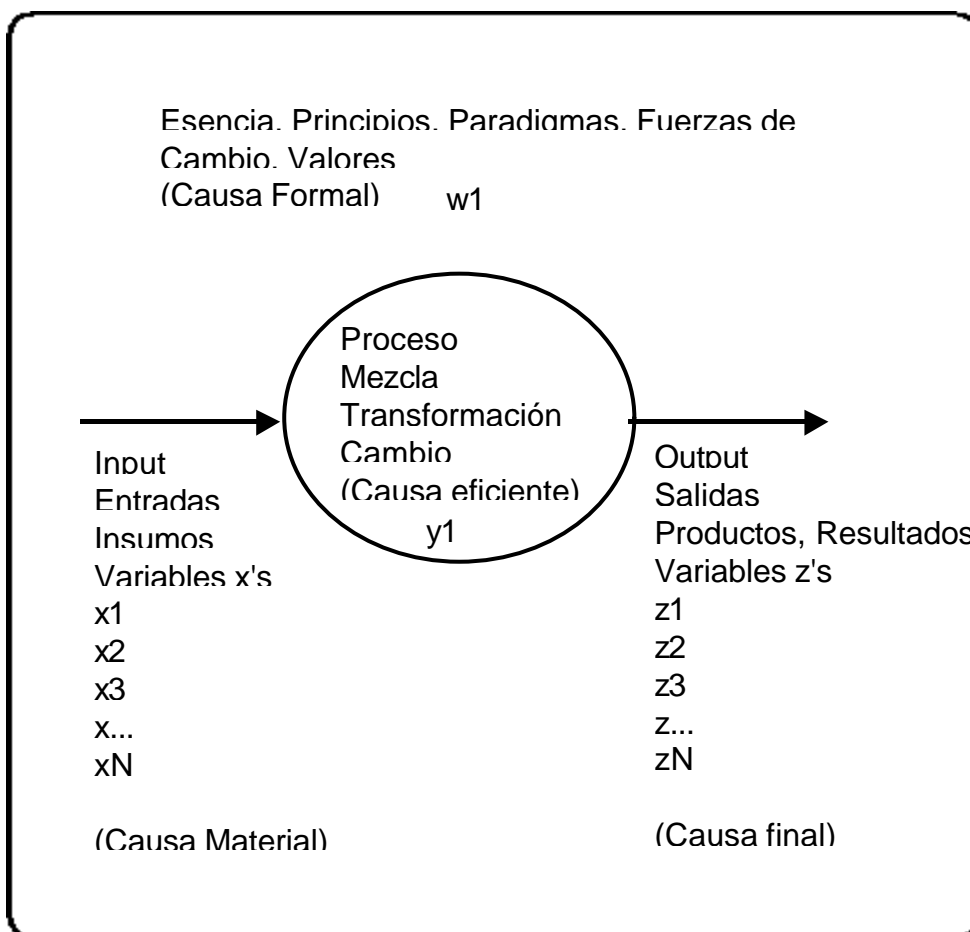 Esencia, Principios, Paradigmas, Fuerzas de
Cambio, Valores
(Causa Formal) w1
Proceso
Mezcla
Transformación
Cambio
(Causa eficiente)
y1
Input
Entradas
Insumos
Variables x's
x1
x2
x3
x...
xN
(Causa Material)
Output
Salidas
Productos, Resultados
Variables z's
z1
z2
z3
z...
zN
(Causa final)